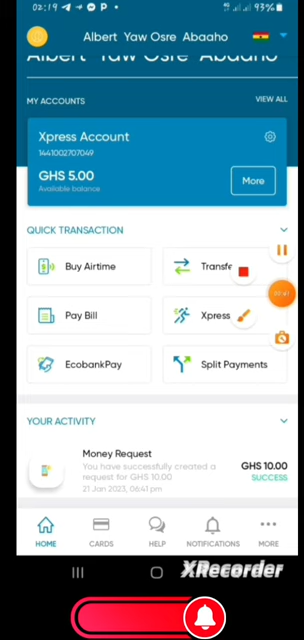 02:19 P • 93%
Albert Yaw Osre Abaaho
Albert Yaw Osre Abaaho
MY ACCOUNTS VIEW ALL
Xpress Account
1441002707049
GHS 5.00
Available balance
More
QUICK TRANSACTION
Buy Airtime Transfe
Pay Bill Xpress
EcobankPay Split Payments
YOUR ACTIVITY
Money Request
You have successfully created a GHS 10.00
request for GHS 10.00 SUCCESS
21 Jan 2023, 06:41 pm
HOME CARDS HELP NOTIFICATIONS MORE
XRecorder